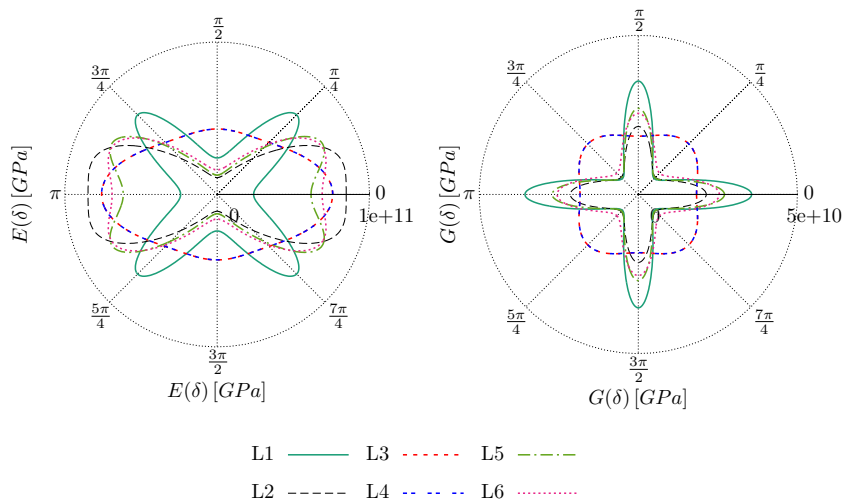 π/2
π/2
3π/4
π/4
3π/4
π/4
E(δ) [GPa]
π
0
0
1e+11
G(δ) [GPa]
π
0
5e+10
5π/4
7π/4
5π/4
7π/4
3π/2
3π/2
E(δ) [GPa]
G(δ) [GPa]
L1 L3 L5
L2 L4 L6